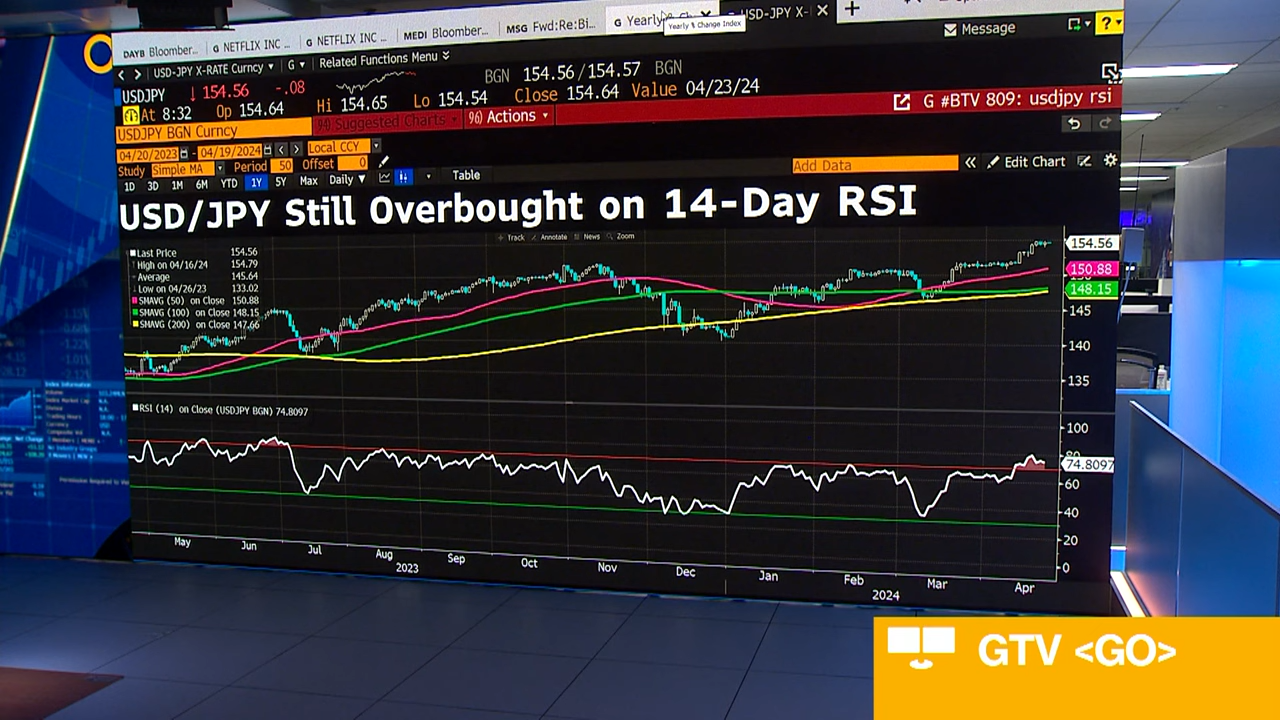 DAYB Bloomber...
G NETFLIX INC ...
G NETFLIX INC ...
MEDI Bloomber...
MSG Fwd:Re:Bi...
G Yearly % Ch
Yearly % Change Index
USD-JPY X-
Message
USD-JPY X-RATE Curncy
G
Related Functions Menu
USDJPY
154.56
-.08
BGN 154.56/154.57 BGN
At 8:32 Op 154.64 Hi 154.65 Lo 154.54 Close 154.64 Value 04/23/24
USDJPY BGN Curncy
94) Suggested Charts
96) Actions
G #BTV 809: usdjpy rsi
04/20/2023 - 04/19/2024
Local CCY
Study Simple MA Period 50 Offset 0
Add Data
Edit Chart
1D 3D 1M 6M YTD 1Y 5Y Max Daily
Table
USD/JPY Still Overbought on 14-Day RSI
Track Annotate News Zoom
Last Price 154.56
High on 04/16/24 154.79
Average 145.64
Low on 04/26/23 133.02
SMAVG (50) on Close 150.88
SMAVG (100) on Close 148.15
SMAVG (200) on Close 147.66
154.56
150.88
148.15
145
140
135
RSI (14) on Close (USDJPY BGN) 74.8097
100
74.8097
60
40
20
0
May Jun Jul Aug Sep Oct Nov Dec Jan Feb Mar Apr
2023 2024
GTV <GO>